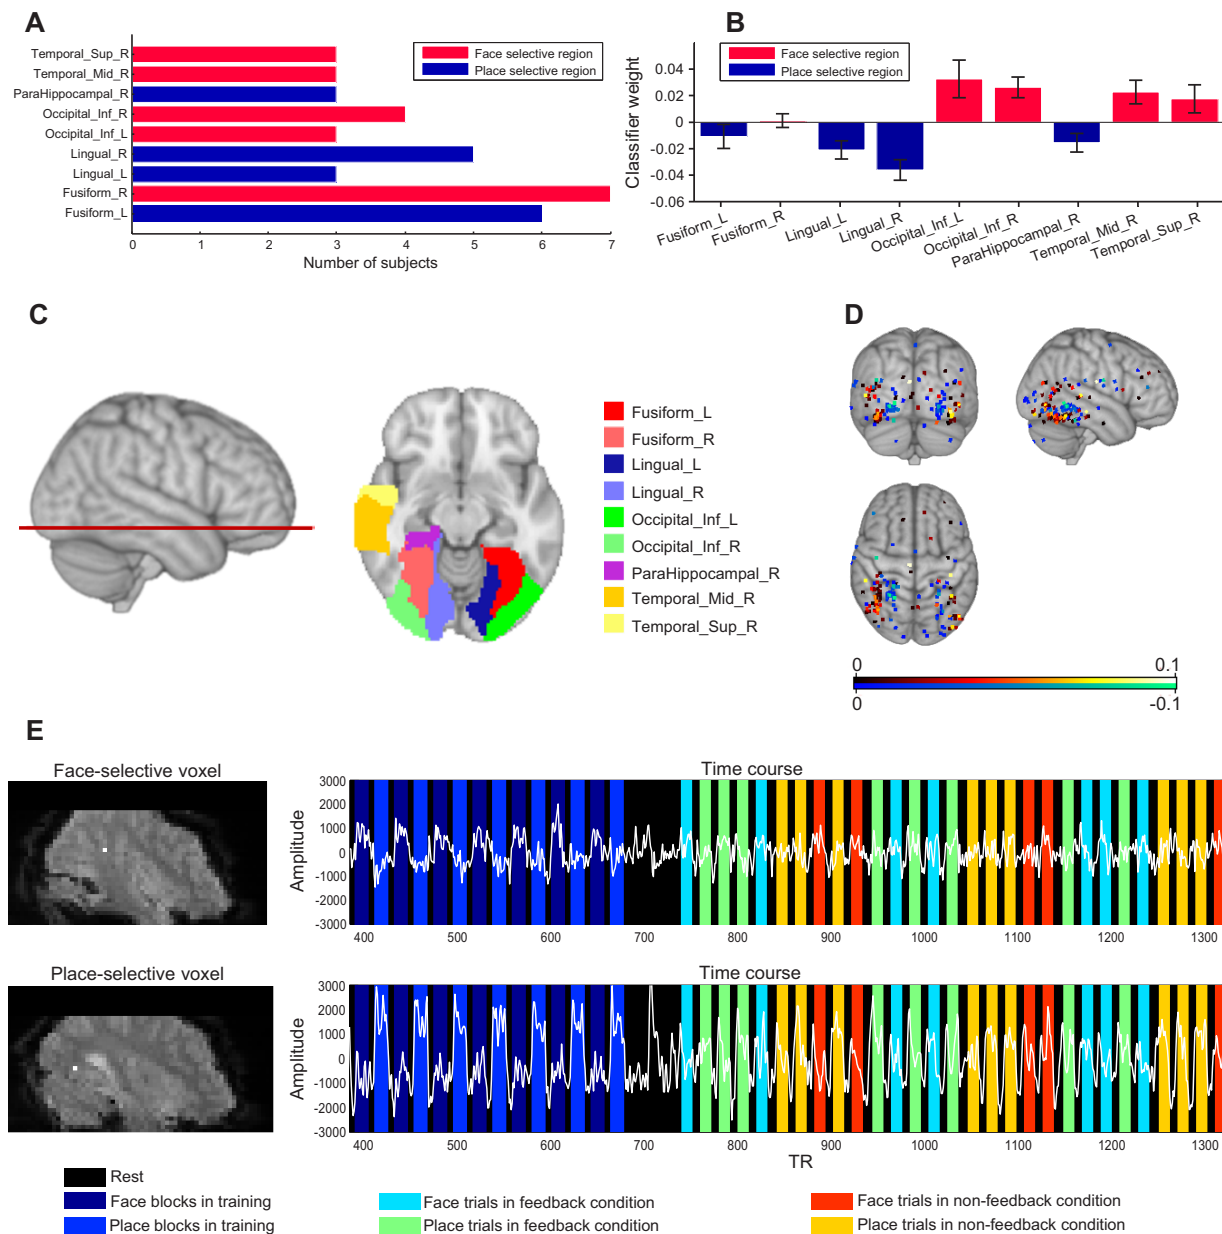 A
Temporal_Sup_R
Temporal_Mid_R
ParaHippocampal_R
Occipital_Inf_R
Occipital_Inf_L
Lingual_R
Lingual_L
Fusiform_R
Fusiform_L
0 1 2 3 4 5 6 7
Number of subjects
Face selective region
Place selective region
B
Face selective region
Place selective region
Classifier weight
0.04
0.02
0
-0.02
-0.04
-0.06
Fusiform_L
Fusiform_R
Lingual_L
Lingual_R
Occipital_Inf_L
Occipital_Inf_R
ParaHippocampal_R
Temporal_Mid_R
Temporal_Sup_R
C
Fusiform_L
Fusiform_R
Lingual_L
Lingual_R
Occipital_Inf_L
Occipital_Inf_R
ParaHippocampal_R
Temporal_Mid_R
Temporal_Sup_R
D
0 0.1
0 -0.1
E
Face-selective voxel
Time course
Amplitude
3000
2000
1000
0
-1000
-2000
-3000
400 500 600 700 800 900 1000 1100 1200 1300
Place-selective voxel
Time course
Amplitude
3000
2000
1000
0
-1000
-2000
-3000
400 500 600 700 800 900 1000 1100 1200 1300
TR
Rest
Face blocks in training
Place blocks in training
Face trials in feedback condition
Place trials in feedback condition
Face trials in non-feedback condition
Place trials in non-feedback condition